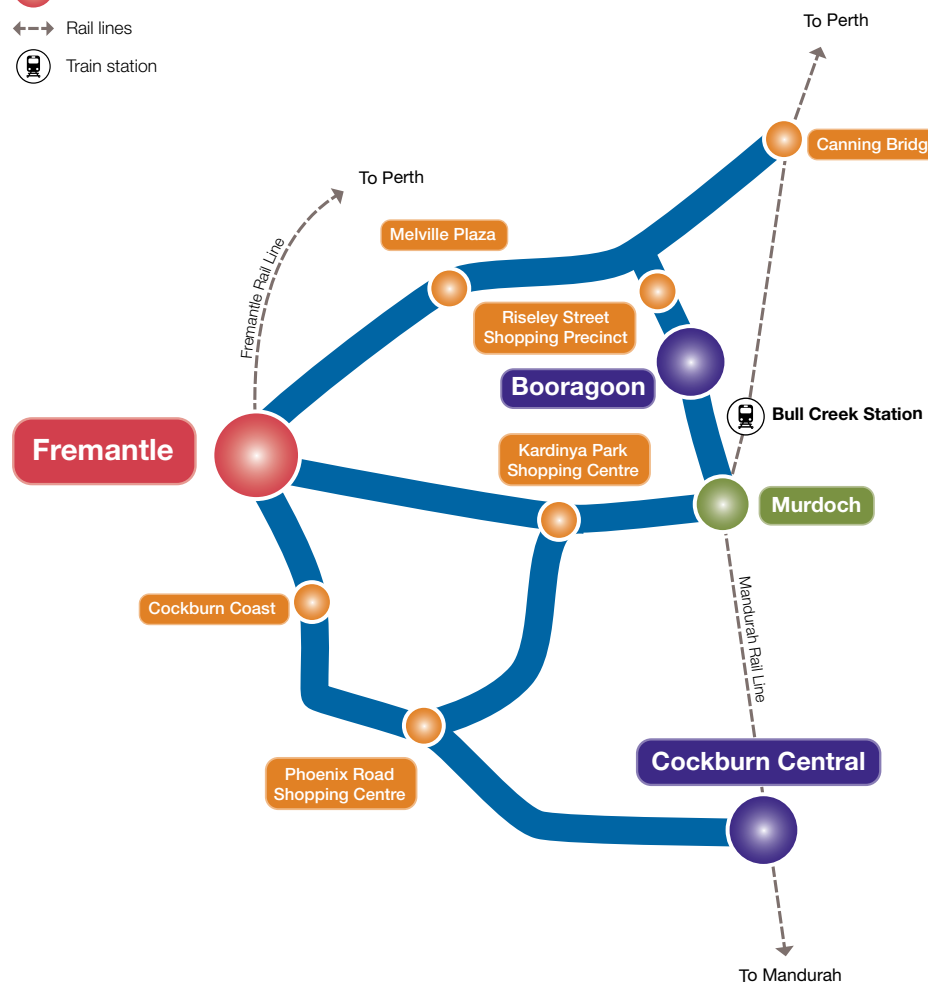 Rail lines
Train station
To Perth
Canning Bridg
To Perth
Melville Plaza
Fremantle Rail Line
Riseley Street
Shopping Precinct
Booragoon
Bull Creek Station
Fremantle
Kardinya Park
Shopping Centre
Murdoch
Cockburn Coast
Mandurah Rail Line
Cockburn Central
Phoenix Road
Shopping Centre
To Mandurah